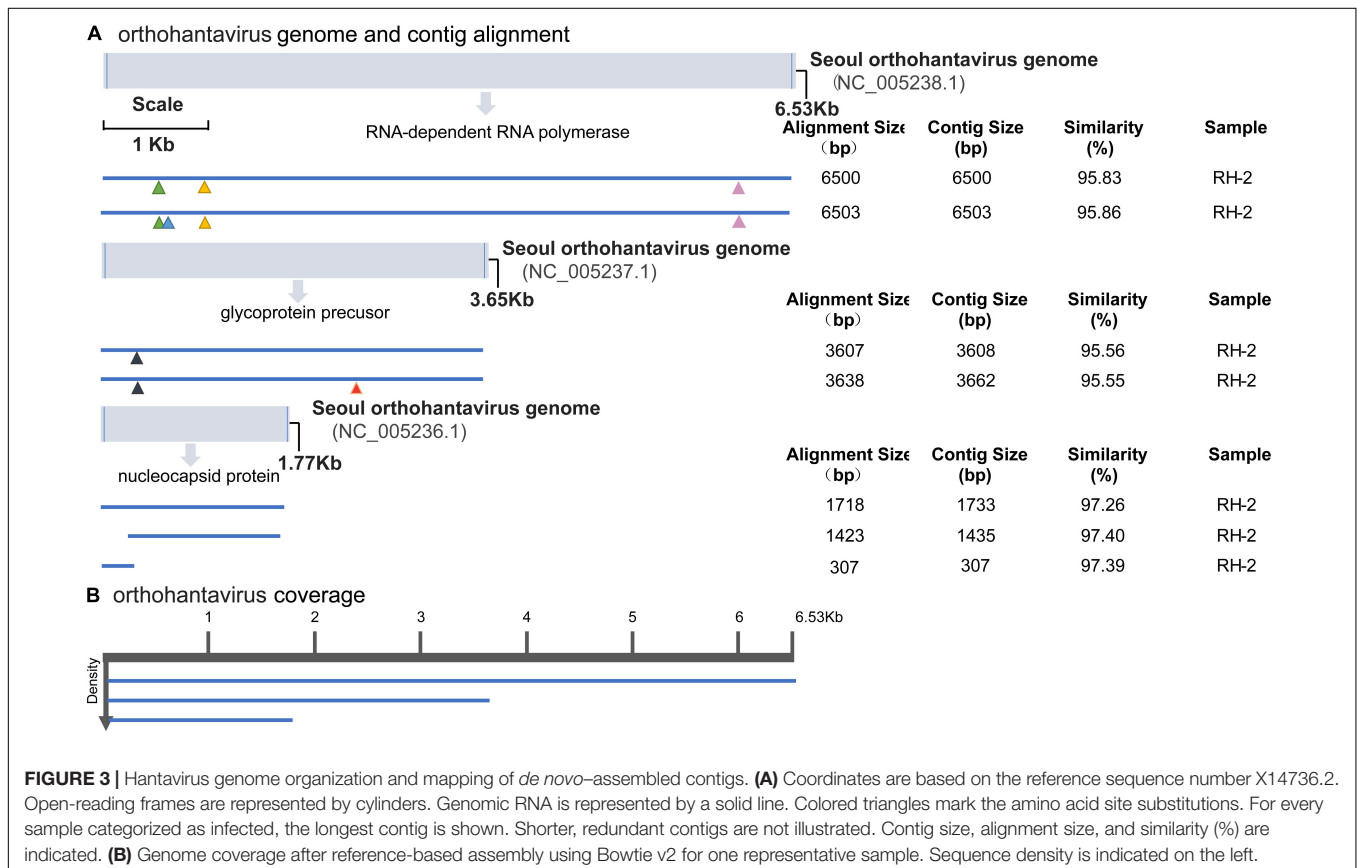 A orthohantavirus genome and contig alignment
Seoul orthohantavirus genome
(NC_005238.1)
6.53Kb
Scale
1 Kb
RNA-dependent RNA polymerase
Alignment Size (bp) Contig Size (bp) Similarity (%) Sample
6500 6500 95.83 RH-2
6503 6503 95.86 RH-2
Seoul orthohantavirus genome
(NC_005237.1)
3.65Kb
glycoprotein precusor
Alignment Size (bp) Contig Size (bp) Similarity (%) Sample
3607 3608 95.56 RH-2
3638 3662 95.55 RH-2
Seoul orthohantavirus genome
(NC_005236.1)
1.77Kb
nucleocapsid protein
Alignment Size (bp) Contig Size (bp) Similarity (%) Sample
1718 1733 97.26 RH-2
1423 1435 97.40 RH-2
307 307 97.39 RH-2
B orthohantavirus coverage
1 2 3 4 5 6 6.53Kb
Density
FIGURE 3 | Hantavirus genome organization and mapping of de novo–assembled contigs. (A) Coordinates are based on the reference sequence number X14736.2.
Open-reading frames are represented by cylinders. Genomic RNA is represented by a solid line. Colored triangles mark the amino acid site substitutions. For every
sample categorized as infected, the longest contig is shown. Shorter, redundant contigs are not illustrated. Contig size, alignment size, and similarity (%) are
indicated. (B) Genome coverage after reference-based assembly using Bowtie v2 for one representative sample. Sequence density is indicated on the left.